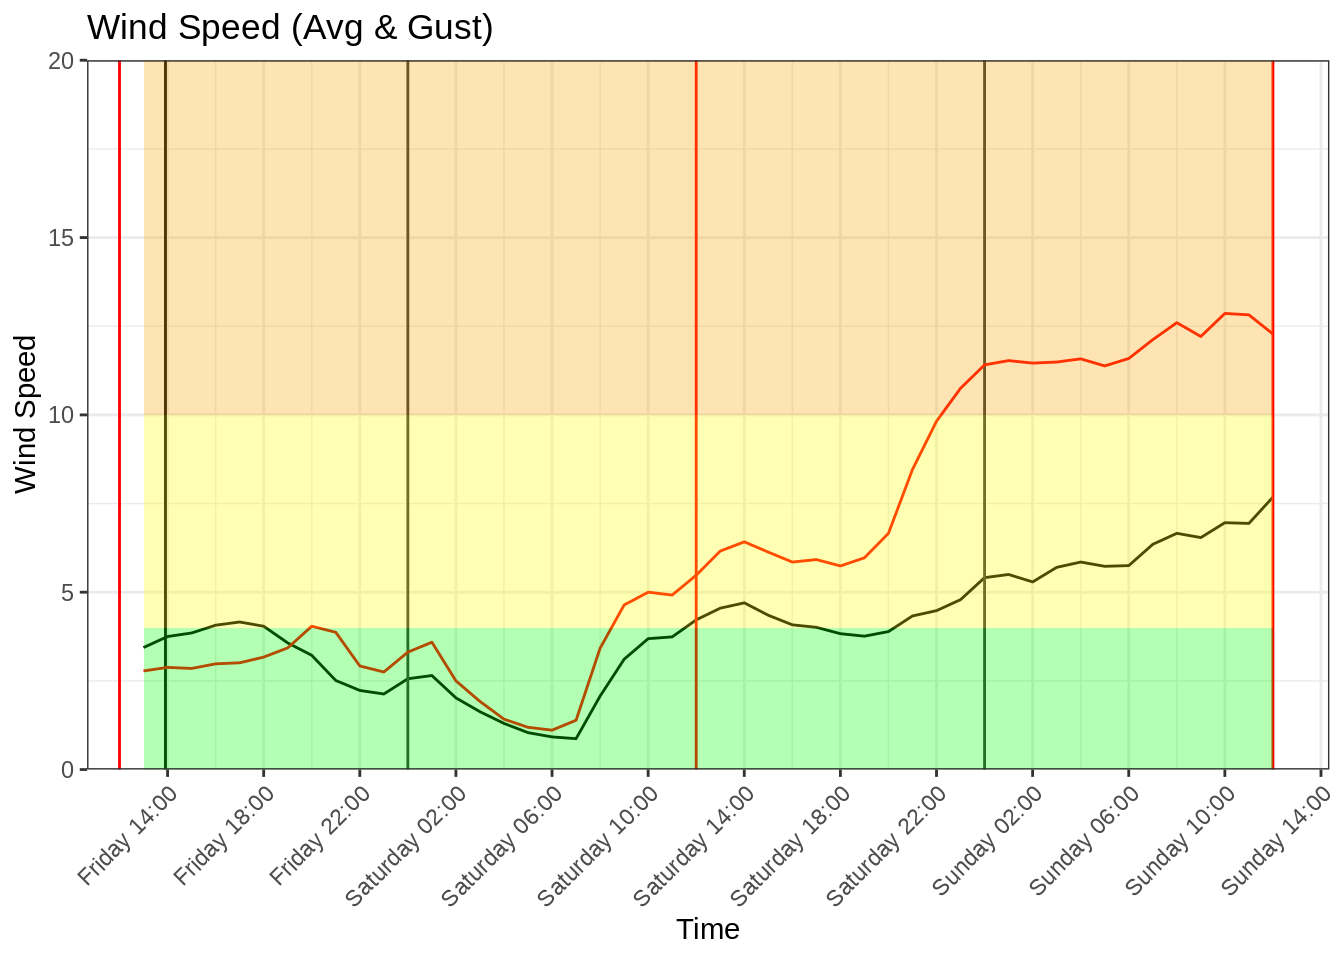 Wind Speed (Avg & Gust)
20
15
10
5
0
Wind Speed
Friday 14:00
Friday 18:00
Friday 22:00
Saturday 02:00
Saturday 06:00
Saturday 10:00
Saturday 14:00
Saturday 18:00
Saturday 22:00
Sunday 02:00
Sunday 06:00
Sunday 10:00
Sunday 14:00
Time